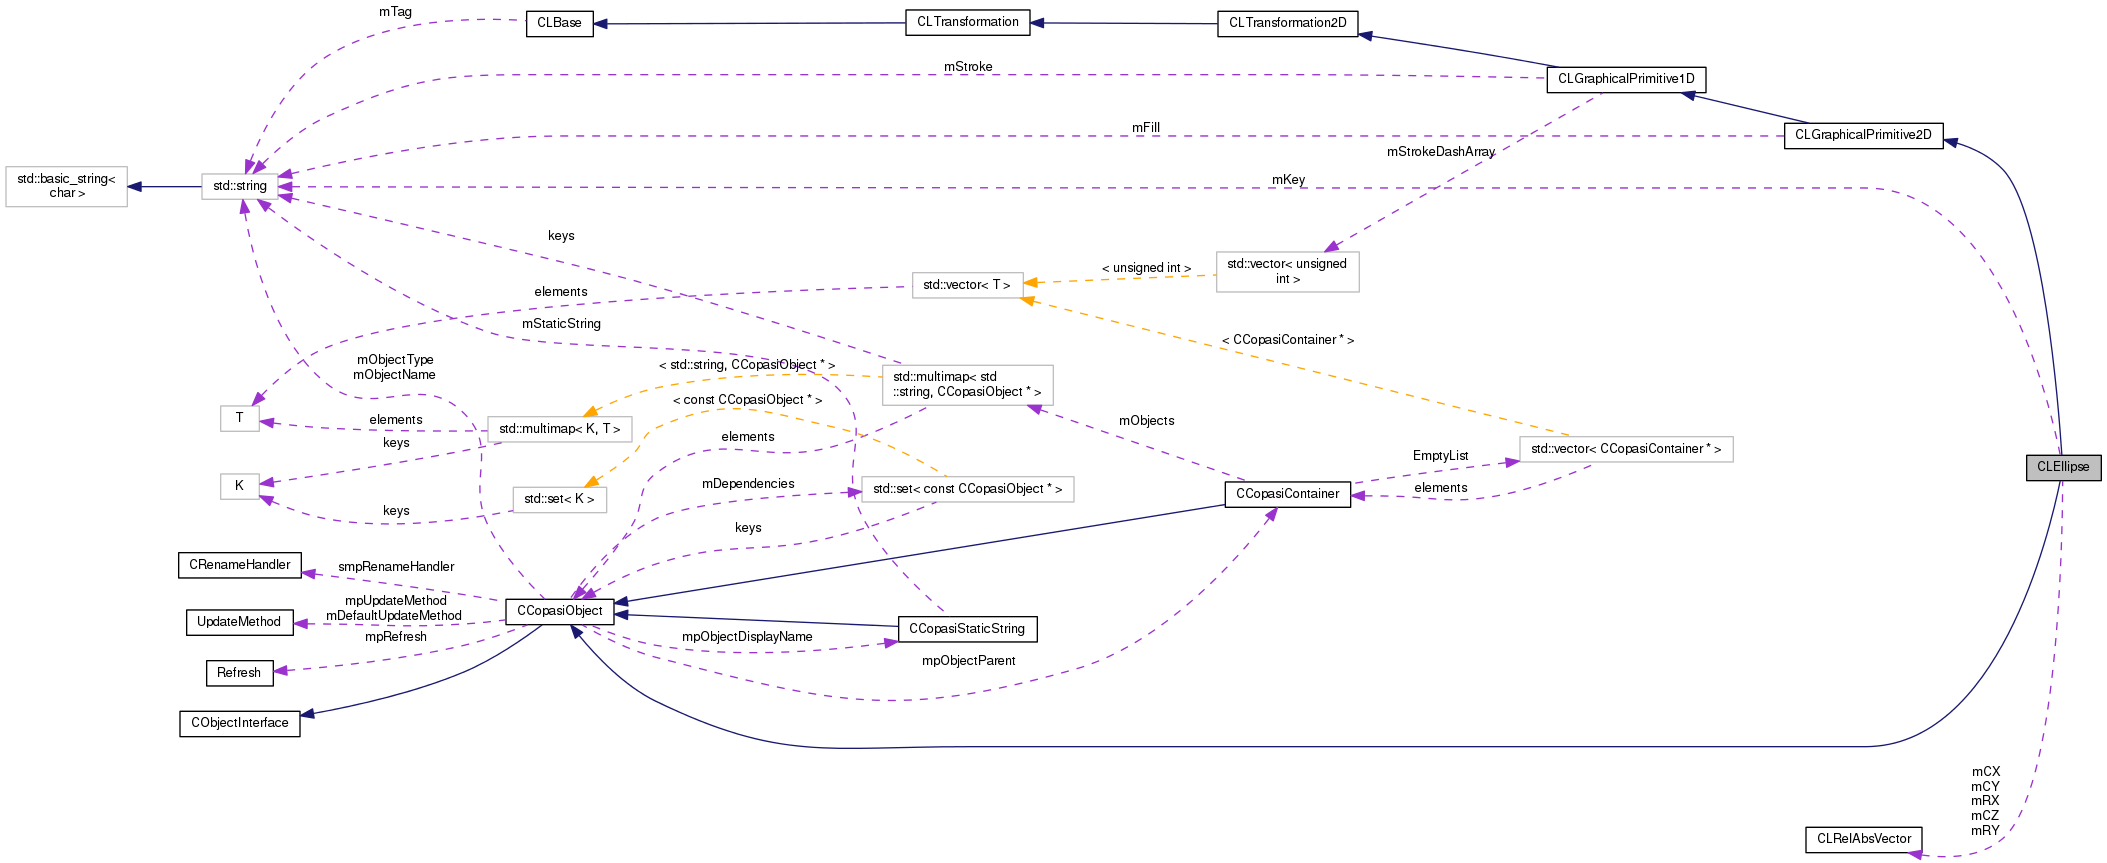 mTag
CLBase
CLTransformation
CLTransformation2D
mStroke
CLGraphicalPrimitive1D
mFill
CLGraphicalPrimitive2D
mStrokeDashArray
std::basic_string<
char >
std::string
mKey
keys
< unsigned int >
std::vector< unsigned
int >
std::vector< T >
elements
mStaticString
< CCopasiContainer * >
mObjectType
mObjectName
< std::string, CCopasiObject * >
std::multimap< std
::string, CCopasiObject * >
< const CCopasiObject * >
T
elements
std::multimap< K, T >
keys
elements
mObjects
EmptyList
std::vector< CCopasiContainer * >
CLEllipse
K
std::set< K >
mDependencies
std::set< const CCopasiObject * >
CCopasiContainer
elements
keys
keys
CRenameHandler
smpRenameHandler
mpUpdateMethod
mDefaultUpdateMethod
UpdateMethod
CCopasiObject
mpRefresh
mpObjectDisplayName
CCopasiStaticString
Refresh
mpObjectParent
CObjectInterface
mCX
mCY
mRX
mCZ
mRY
CLRelAbsVector